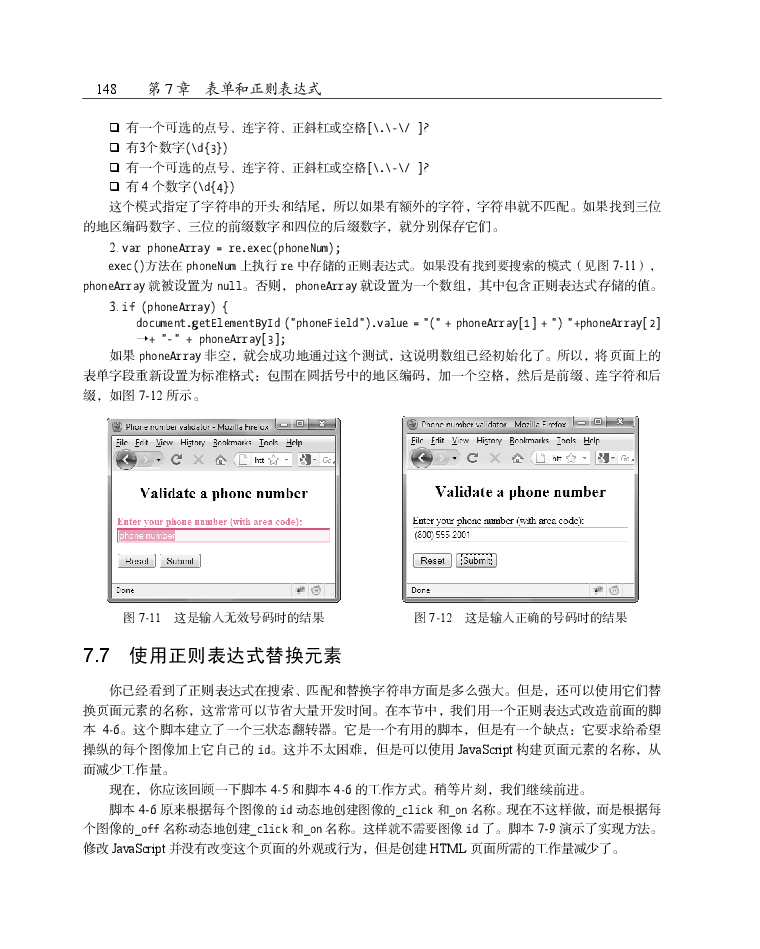 148 第 7 章 表单和正则表达式
❑ 有一个可选的点号、连字符、正斜杠或空格[\.\-\/ ]?
❑ 有3个数字(\d{3})
❑ 有一个可选的点号、连字符、正斜杠或空格[\.\-\/ ]?
❑ 有 4 个数字(\d{4})
这个模式指定了字符串的开头和结尾，所以如果有额外的字符，字符串就不匹配。如果找到三位
的地区编码数字、三位的前缀数字和四位的后缀数字，就分别保存它们。
2. var phoneArray = re.exec(phoneNum);
exec()方法在 phoneNum 上执行 re 中存储的正则表达式。如果没有找到要搜索的模式（见图 7-11），
phoneArray 就被设置为 null。否则，phoneArray 就设置为一个数组，其中包含正则表达式存储的值。
3. if (phoneArray) {
document.getElementById ("phoneField").value = "(" + phoneArray[1] + ") "+phoneArray[2]
→+ "-" + phoneArray[3];
如果 phoneArray 非空，就会成功地通过这个测试，这说明数组已经初始化了。所以，将页面上的
表单字段重新设置为标准格式：包围在圆括号中的地区编码，加一个空格，然后是前缀、连字符和后
缀，如图 7-12 所示。
Phone number validator - Mozilla Firefox
File Edit View History Bookmarks Tools Help
htt
Validate a phone number
Enter your phone number (with area code):
phone number
Reset Submit
Done
图 7-11 这是输入无效号码时的结果
Phone number validator - Mozilla Firefox
File Edit View History Bookmarks Tools Help
htt
Validate a phone number
Enter your phone number (with area code):
(800) 555-2001
Reset Submit
Done
图 7-12 这是输入正确的号码时的结果
7.7 使用正则表达式替换元素
你已经看到了正则表达式在搜索、匹配和替换字符串方面是多么强大。但是，还可以使用它们替
换页面元素的名称，这常常可以节省大量开发时间。在本节中，我们用一个正则表达式改造前面的脚
本 4-6。这个脚本建立了一个三状态翻转器。它是一个有用的脚本，但是有一个缺点：它要求给希望
操纵的每个图像加上它自己的 id。这并不太困难，但是可以使用 JavaScript 构建页面元素的名称，从
而减少工作量。
现在，你应该回顾一下脚本 4-5 和脚本 4-6 的工作方式。稍等片刻，我们继续前进。
脚本 4-6 原来根据每个图像的 id 动态地创建图像的_click 和_on 名称。现在不这样做，而是根据每
个图像的_off 名称动态地创建_click 和_on 名称。这样就不需要图像 id 了。脚本 7-9 演示了实现方法。
修改 JavaScript 并没有改变这个页面的外观或行为，但是创建 HTML 页面所需的工作量减少了。